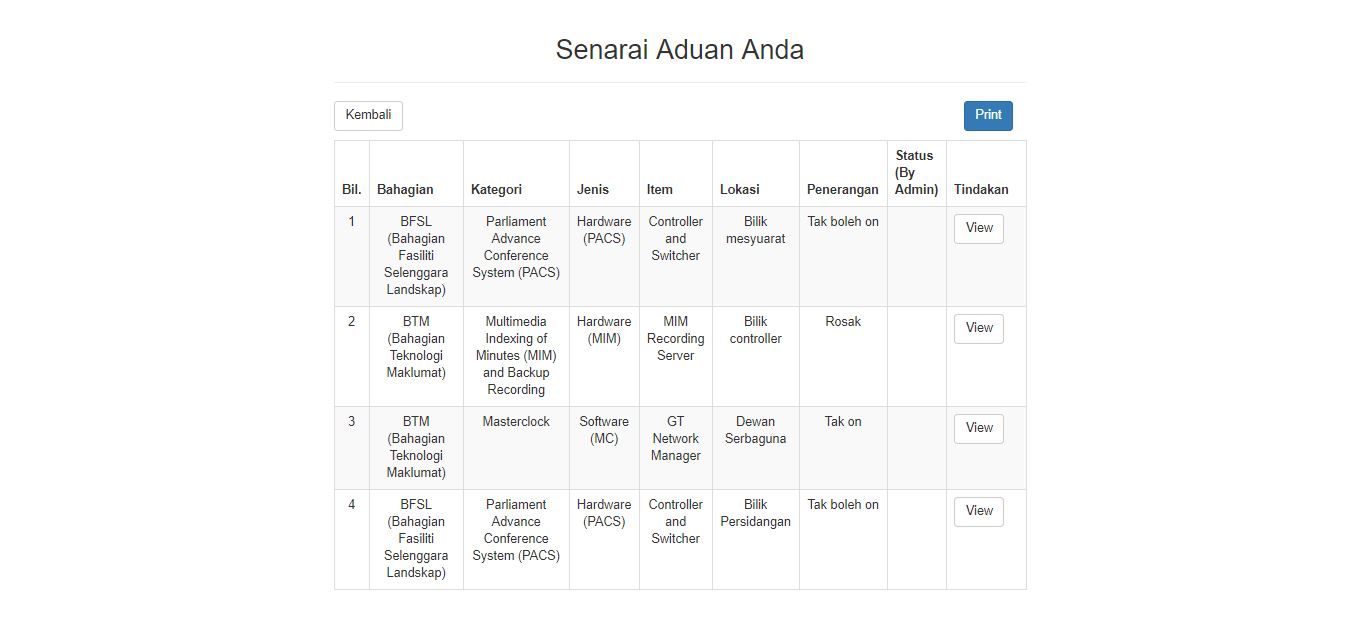 Senarai Aduan Anda
Kembali
Print
Bil. Bahagian Kategori Jenis Item Lokasi Penerangan Status (By Admin) Tindakan
1 BFSL (Bahagian Fasiliti Selenggara Landskap) Parliament Advance Conference System (PACS) Hardware (PACS) Controller and Switcher Bilik mesyuarat Tak boleh on View
2 BTM (Bahagian Teknologi Maklumat) Multimedia Indexing of Minutes (MIM) and Backup Recording Hardware (MIM) MIM Recording Server Bilik controller Rosak View
3 BTM (Bahagian Teknologi Maklumat) Masterclock Software (MC) GT Network Manager Dewan Serbaguna Tak on View
4 BFSL (Bahagian Fasiliti Selenggara Landskap) Parliament Advance Conference System (PACS) Hardware (PACS) Controller and Switcher Bilik Persidangan Tak boleh on View